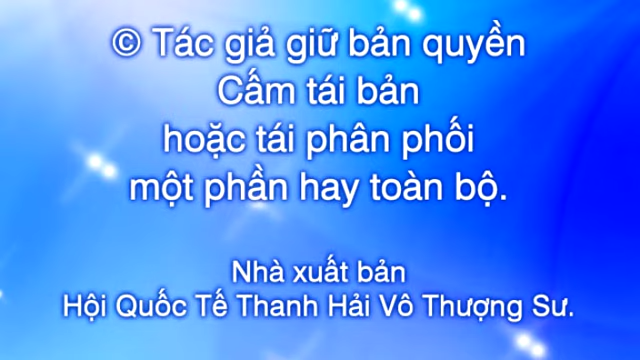 © Tác giả giữ bản quyền
Cấm tái bản
hoặc tái phân phối
một phần hay toàn bộ.
Nhà xuất bản
Hội Quốc Tế Thanh Hải Vô Thượng Sư.